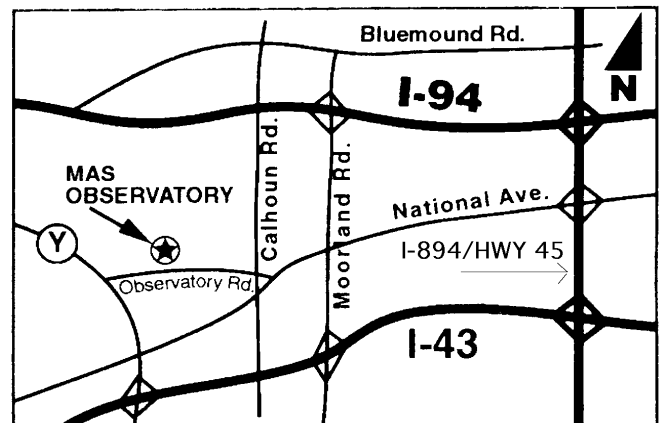 Bluemound Rd.
I-94
N
MAS
OBSERVATORY
Calhoun Rd.
Moorland Rd.
National Ave.
Y
I-894/HWY 45
Observatory Rd.
I-43